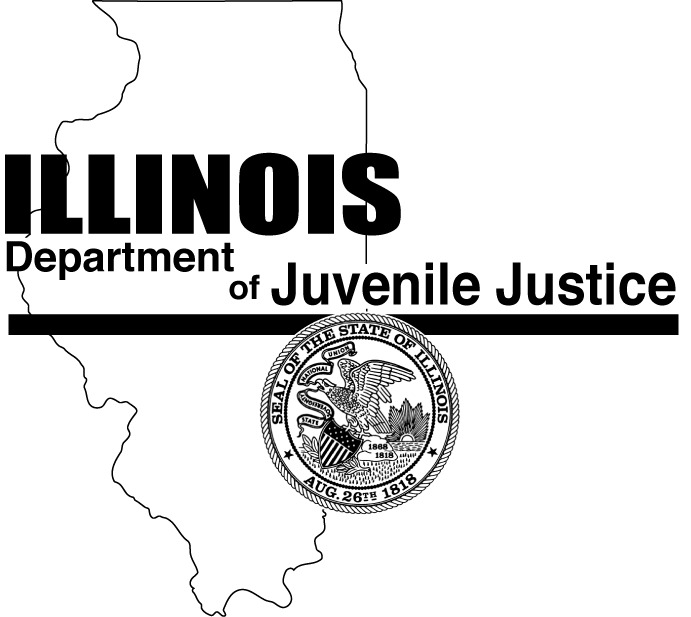 ILLINOIS
Department
of Juvenile Justice
SEAL OF THE STATE OF ILLINOIS
NATIONAL UNION
STATE
1868
1818
AUG. 26TH 1818